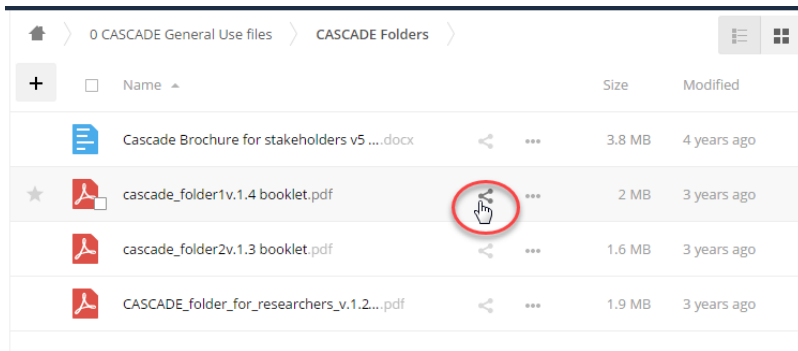 0 CASCADE General Use files CASCADE Folders
+ Name Size Modified
Cascade Brochure for stakeholders v5 ....docx 3.8 MB 4 years ago
cascade_folder1v.1.4 booklet.pdf 2 MB 3 years ago
cascade_folder2v.1.3 booklet.pdf 1.6 MB 3 years ago
CASCADE_folder_for_researchers_v.1.2....pdf 1.9 MB 3 years ago